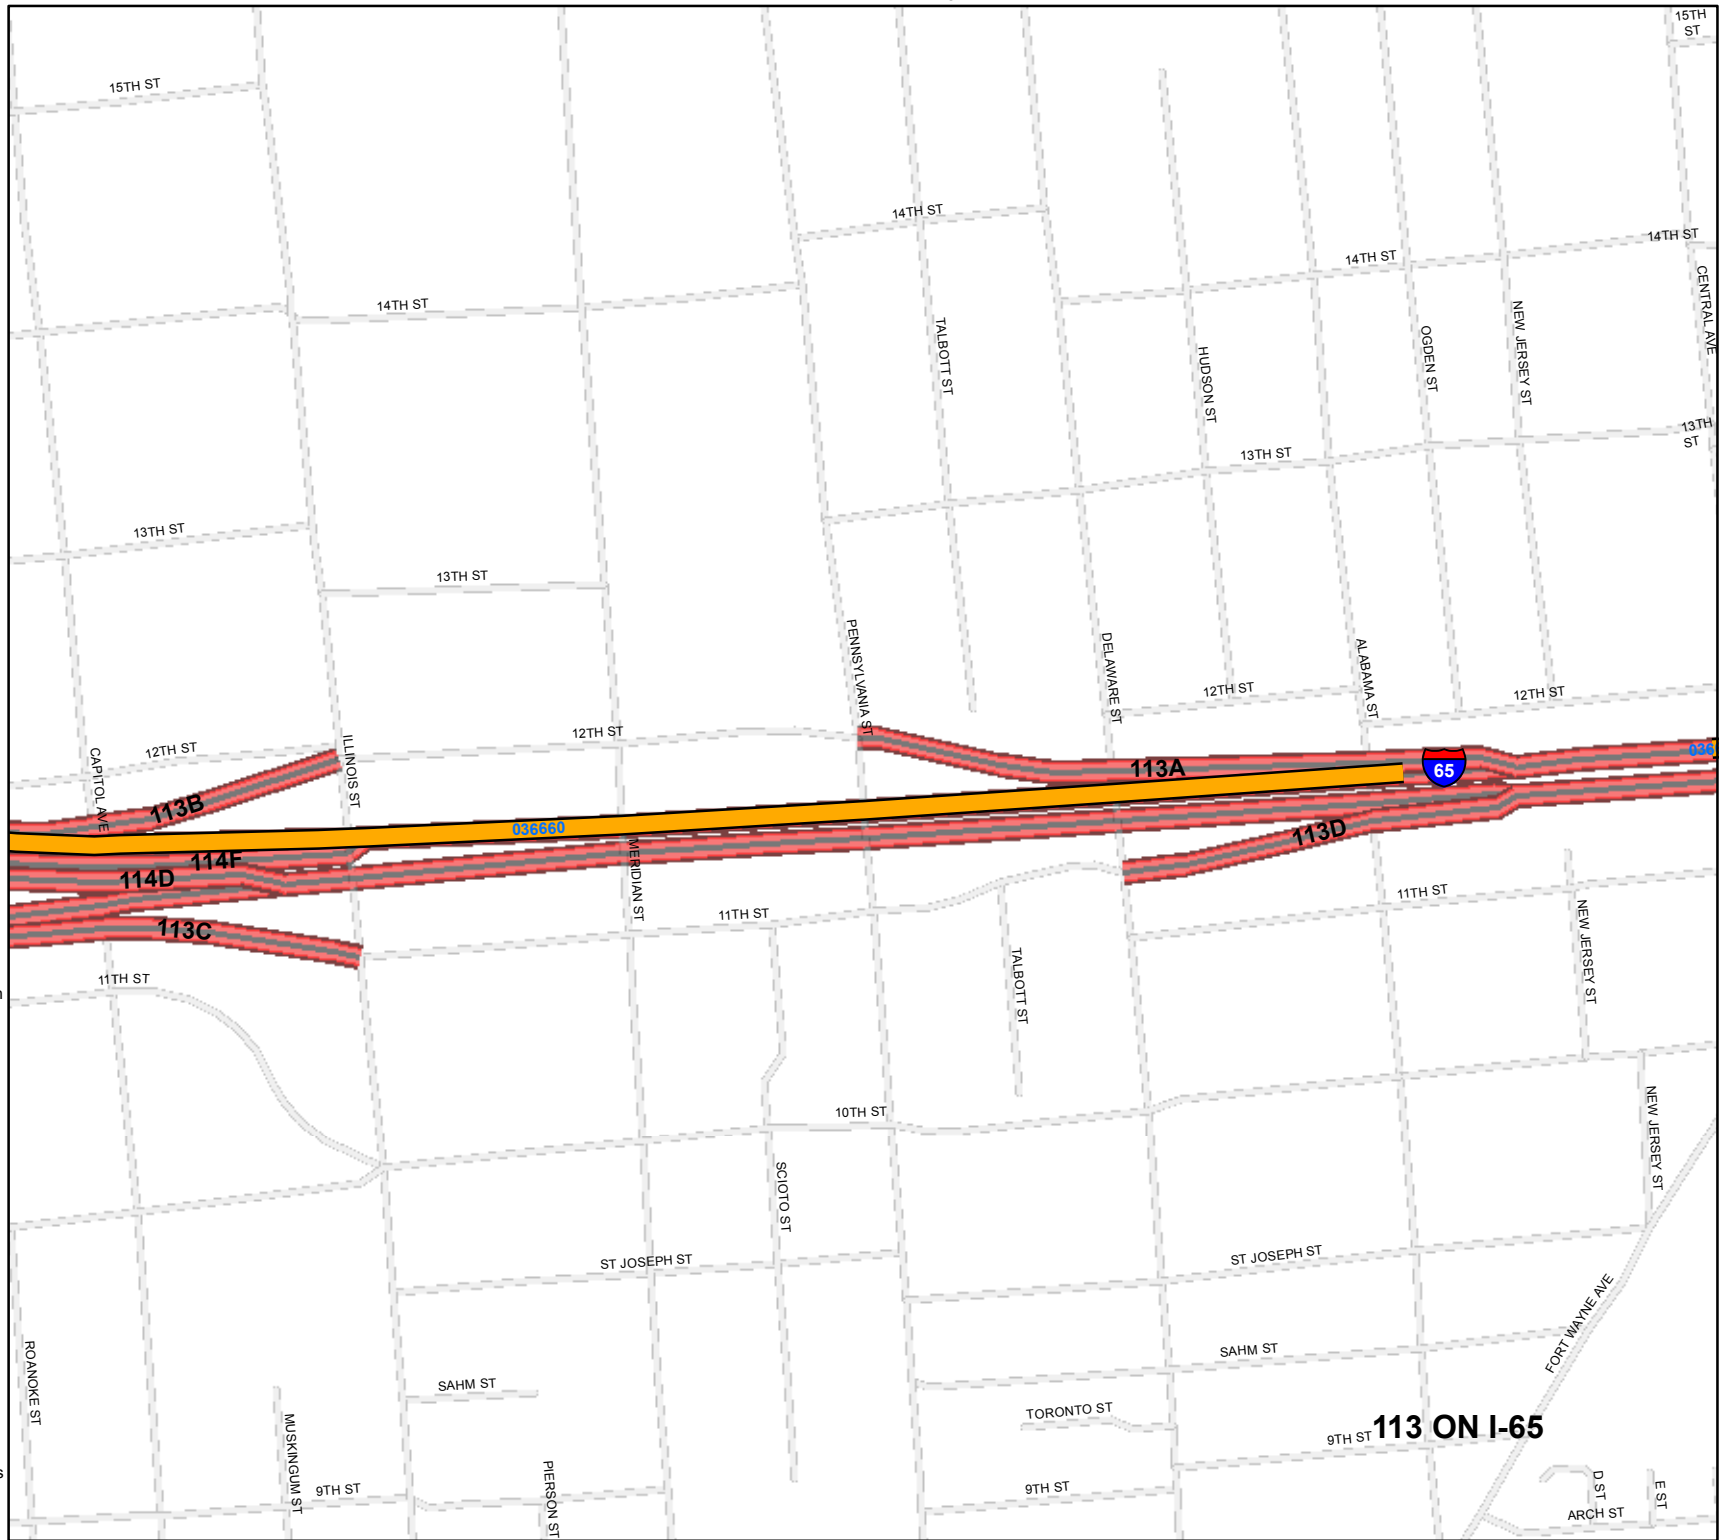 15TH
ST
15TH ST
14TH ST
14TH ST
14TH ST
14TH ST
CENTRAL AVE
TALBOTT ST
HUDSON ST
OGDEN ST
NEW JERSEY ST
13TH
ST
13TH ST
13TH ST
13TH ST
PENNSYLVANIA ST
DELAWARE ST
ALABAMA ST
12TH ST
12TH ST
12TH ST
12TH ST
CAPITOL AVE
ILLINOIS ST
113A
65
036
113B
036660
113D
114F
114D
MERIDIAN ST
113C
11TH ST
11TH ST
11TH ST
NEW JERSEY ST
TALBOTT ST
10TH ST
NEW JERSEY ST
SCIOTO ST
ST JOSEPH ST
ST JOSEPH ST
FORT WAYNE AVE
ROANOKE ST
SAHM ST
SAHM ST
TORONTO ST
113 ON I-65
9TH ST
MUSKINGUM ST
PIERSON ST
9TH ST
9TH ST
D ST
E ST
ARCH ST